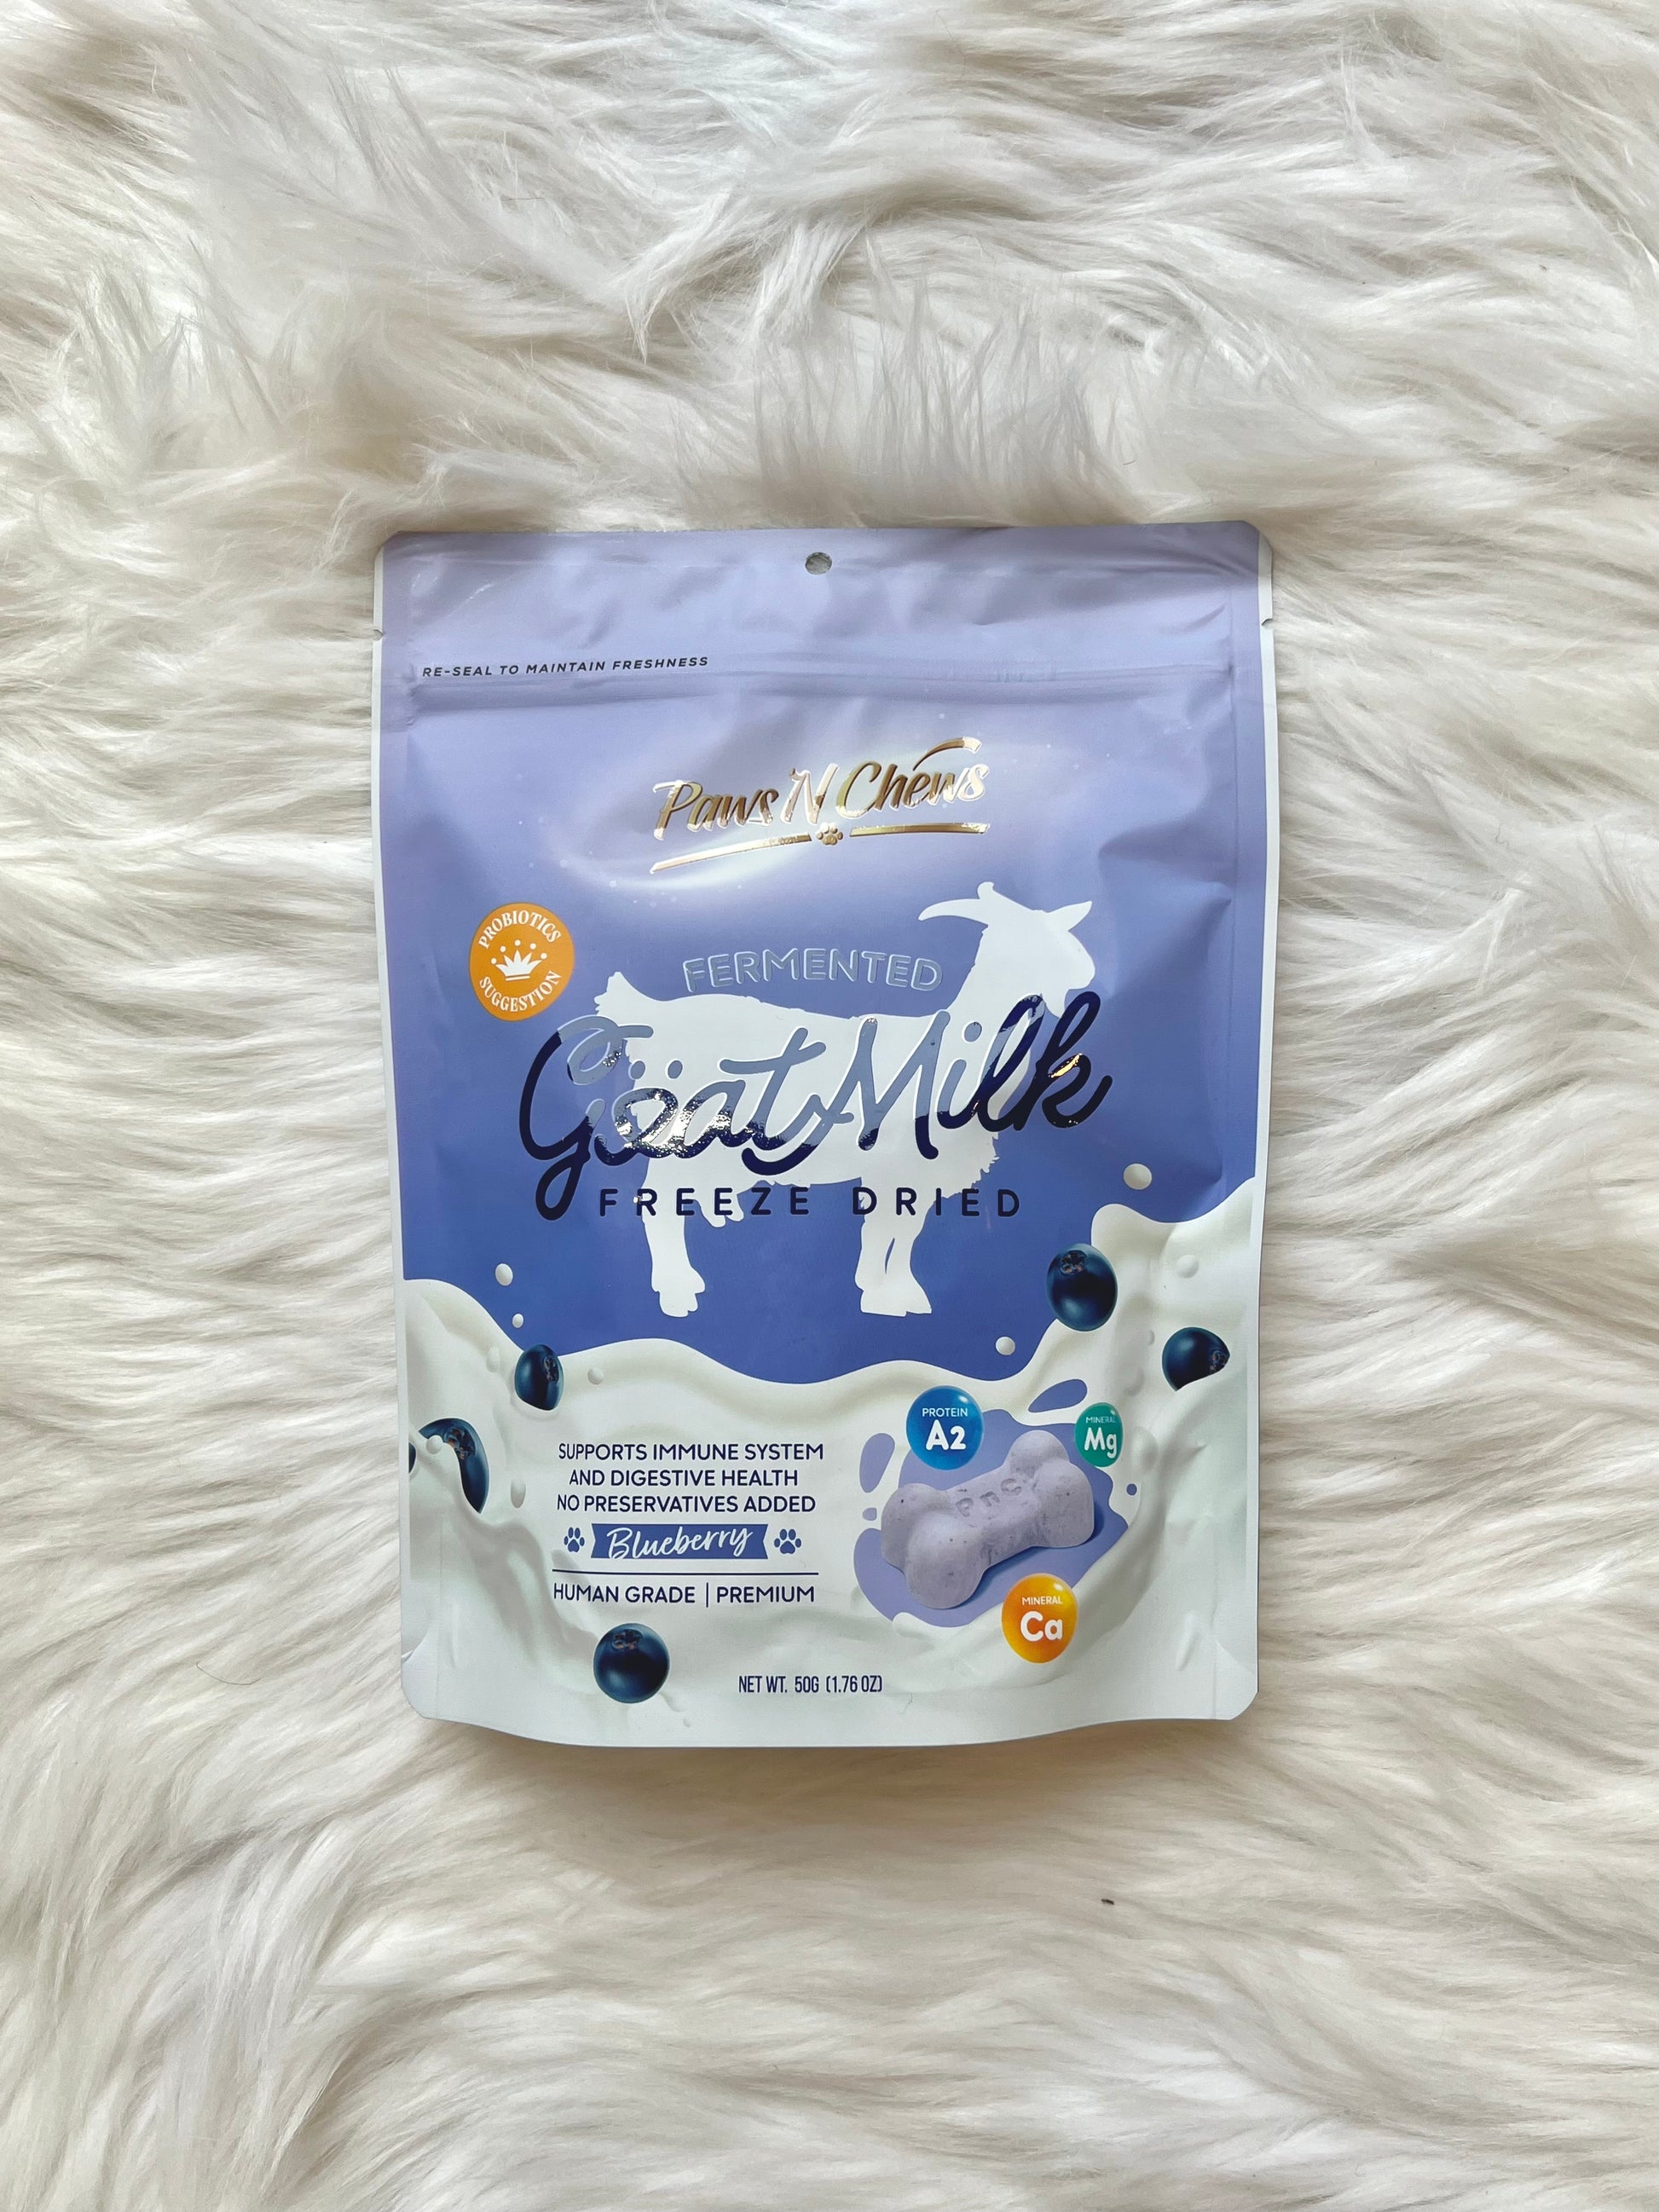 RE-SEAL TO MAINTAIN FRESHNESS
Paws 'N Chews
PROBIOTICS
SUGGESTION
FERMENTED
Goat Milk
FREEZE DRIED
PROTEIN
A2
MINERAL
Mg
SUPPORTS IMMUNE SYSTEM
AND DIGESTIVE HEALTH
NO PRESERVATIVES ADDED
Blueberry
HUMAN GRADE | PREMIUM
PnC
MINERAL
Ca
NET WT. 50G (1.76 OZ)